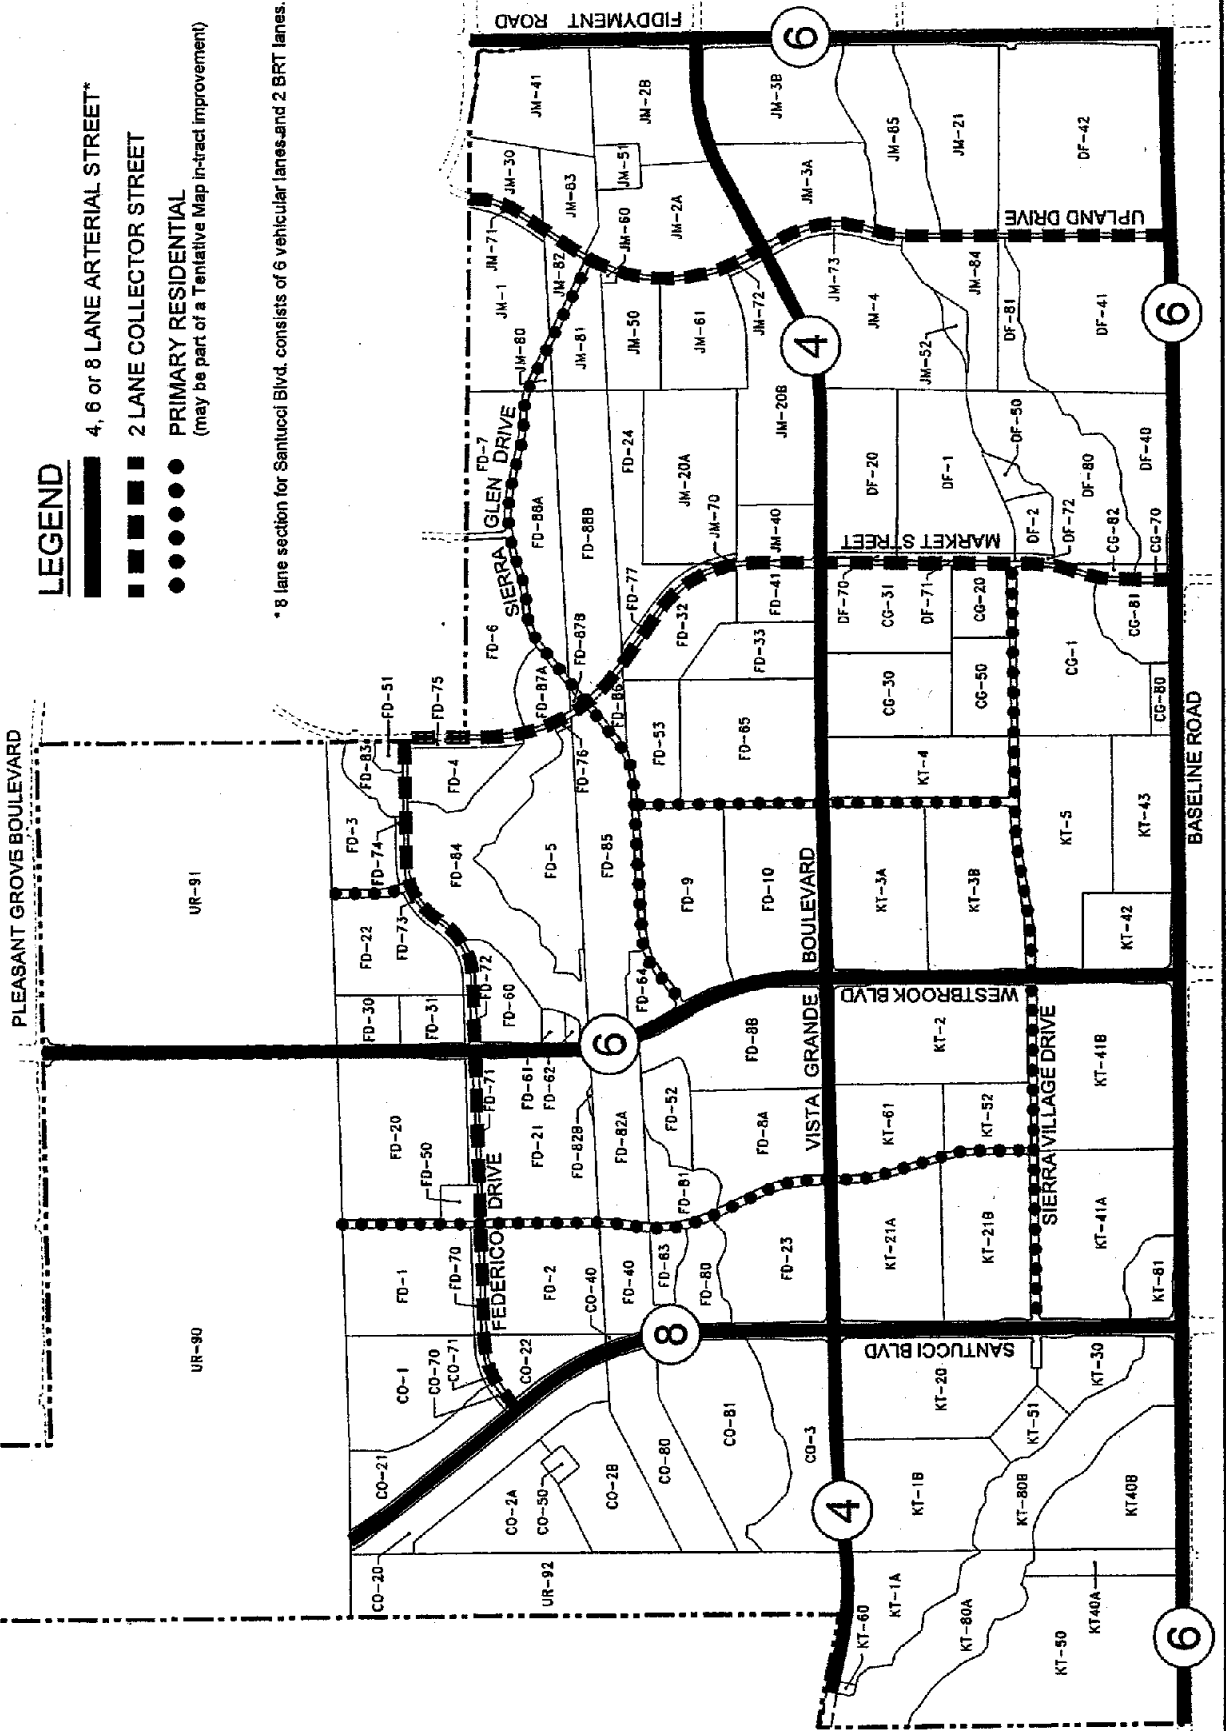 LEGEND
4, 6 or 8 LANE ARTERIAL STREET*
2 LANE COLLECTOR STREET
PRIMARY RESIDENTIAL
(may be part of a Tentative Map in-tract improvement)
*8 lane section for Santucci Blvd. consists of 6 vehicular lanes and 2 BRT lanes.
PLEASANT GROVE BOULEVARD
FIDDYMENT ROAD
BASELINE ROAD
VISTA GRANDE BOULEVARD
WESTBROOK BLVD
SANTUCCI BLVD
SIERRA VILLAGE DRIVE
FEDERICO DRIVE
SIERRA GLEN DRIVE
MARKET STREET
UPLAND DRIVE
6
6
6
6
4
4
8
UR-90
UR-91
UR-92
CO-20
CO-21
CO-1
CO-70
CO-71
CO-22
CO-2A
CO-50
CO-2B
CO-80
CO-81
CO-3
CO-40
FD-1
FD-70
FD-2
FD-40
FD-63
FD-80
FD-23
FD-20
FD-50
FD-71
FD-21
FD-61
FD-62
FD-82B
FD-82A
FD-52
FD-81
FD-8A
FD-8B
FD-30
FD-31
FD-72
FD-60
FD-64
FD-22
FD-73
FD-3
FD-74
FD-83
FD-51
FD-75
FD-4
FD-84
FD-5
FD-85
FD-76
FD-9
FD-10
FD-53
FD-65
FD-86
FD-87A
FD-87B
FD-77
FD-32
FD-33
FD-41
FD-6
FD-7
FD-88A
FD-88B
FD-24
JM-1
JM-71
JM-30
JM-41
JM-83
JM-82
JM-80
JM-81
JM-60
JM-51
JM-2B
JM-2A
JM-50
JM-61
JM-72
JM-3B
JM-3A
JM-73
JM-4
JM-85
JM-21
JM-84
JM-52
JM-20A
JM-20B
JM-70
JM-40
DF-42
DF-41
DF-81
DF-20
DF-1
DF-50
DF-2
DF-72
DF-80
DF-40
DF-70
DF-71
CG-82
CG-70
CG-81
CG-80
CG-1
CG-20
CG-31
CG-30
CG-50
KT-4
KT-5
KT-43
KT-42
KT-3A
KT-3B
KT-2
KT-41B
KT-61
KT-52
KT-21A
KT-21B
KT-41A
KT-81
KT-20
KT-30
KT-51
KT-1B
KT-80B
KT40B
KT-1A
KT-60
KT-80A
KT-50
KT40A